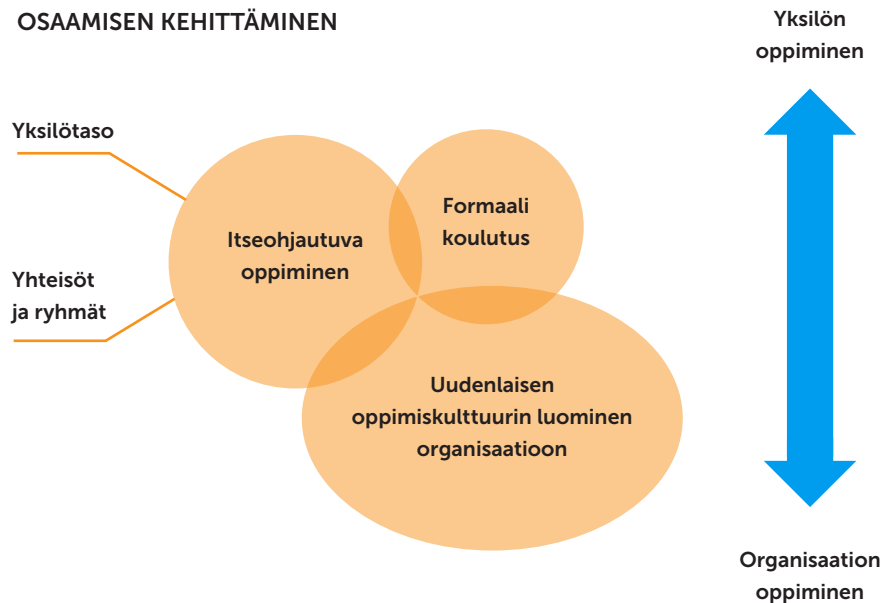 OSAAMISEN KEHITTÄMINEN
Yksilön
oppiminen
Yksilötaso
Formaali
koulutus
Itseohjautuva
oppiminen
Yhteisöt
ja ryhmät
Uudenlaisen
oppimiskulttuurin luominen
organisaatioon
Organisaation
oppiminen